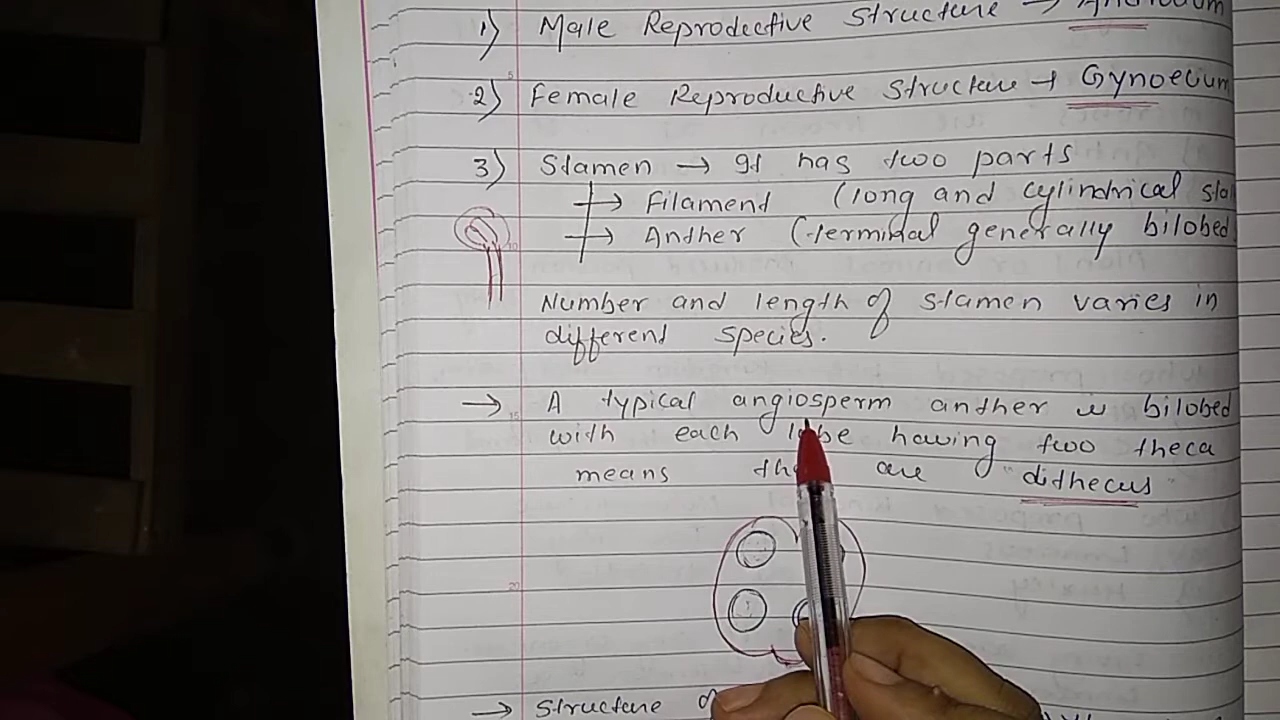 1) Male Reproductive Structure →
2) Female Reproductive Structure → Gynoecium
3) Stamen → It has two parts
→ Filament (long and cylindrical
→ Anther (terminal generally bilobed
Number and length of stamen varies in
different species.
→ A typical angiosperm anther is bilobed
with each lobe having two theca
means are "dithecus"
→ Structure